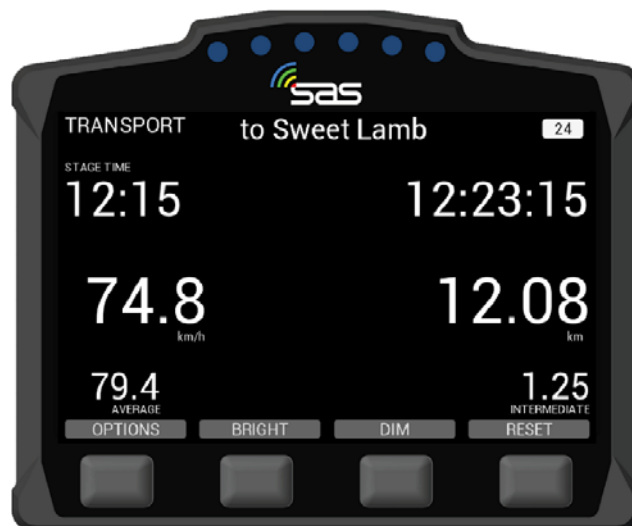 sas
TRANSPORT to Sweet Lamb 24
STAGE TIME
12:15 12:23:15
74.8 12.08
km/h km
79.4 1.25
AVERAGE INTERMEDIATE
OPTIONS BRIGHT DIM RESET